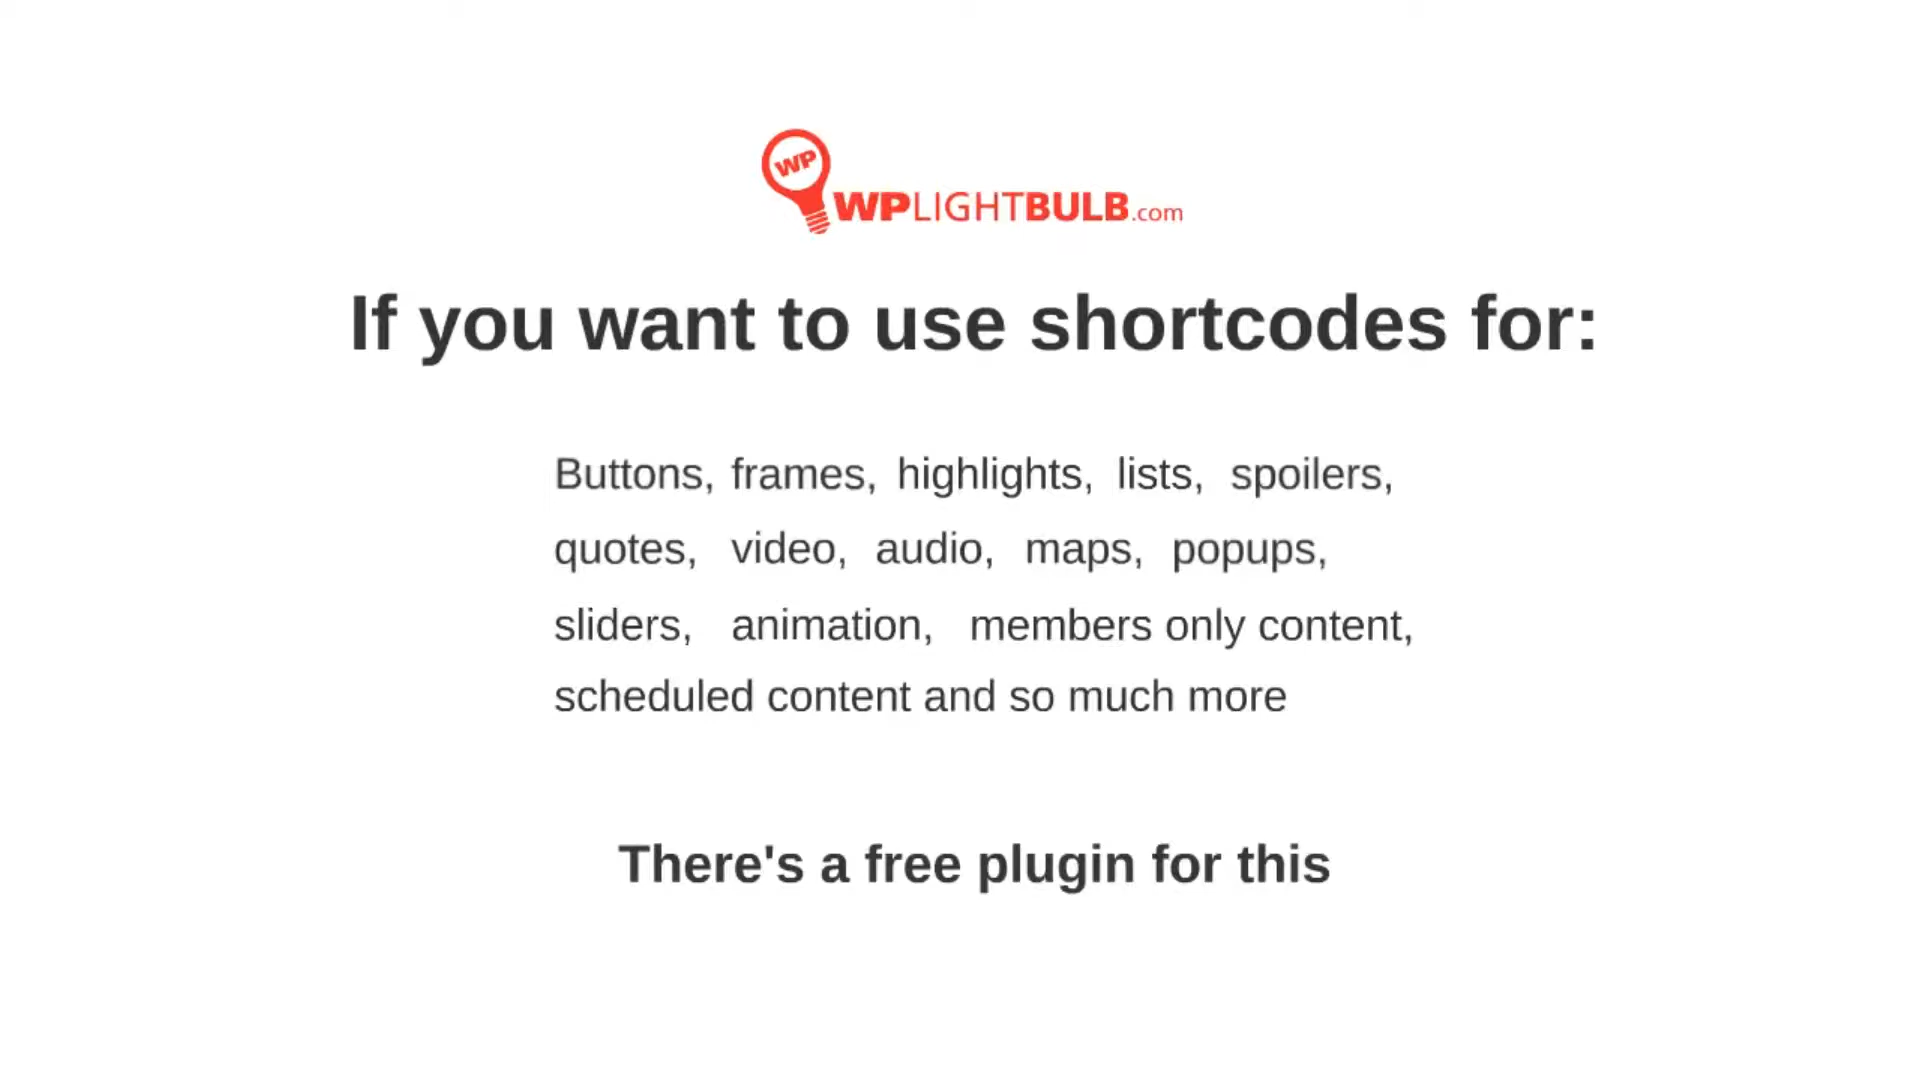 WP
WPLIGHTBULB.com
If you want to use shortcodes for:
Buttons, frames, highlights, lists, spoilers,
quotes, video, audio, maps, popups,
sliders, animation, members only content,
scheduled content and so much more
There's a free plugin for this